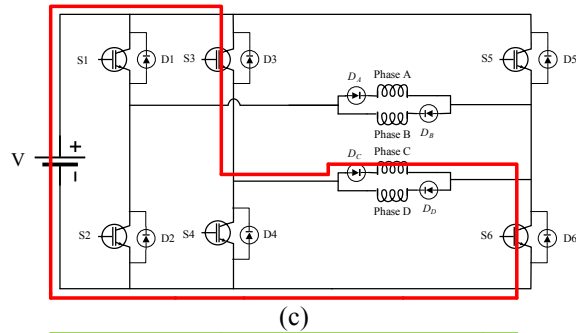 S1 D1 S3 D3 S5 D5
D_A Phase A
Phase B D_B
V + −
D_C Phase C
Phase D D_D
S2 D2 S4 D4 S6 D6
(c)